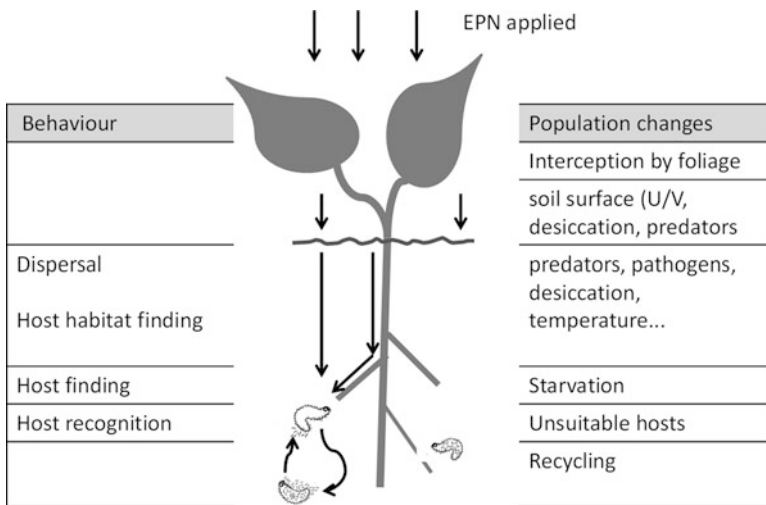 EPN applied
Behaviour
Population changes
Interception by foliage
soil surface (U/V,
desiccation, predators
Dispersal
predators, pathogens,
desiccation,
Host habitat finding
temperature...
Host finding
Starvation
Host recognition
Unsuitable hosts
Recycling